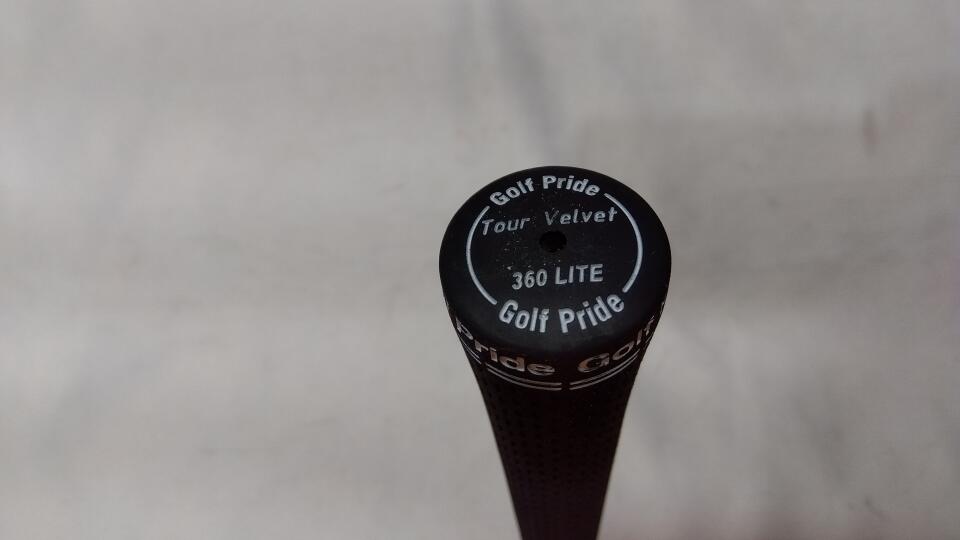 Golf Pride
Tour Velvet
360 LITE
Golf Pride
Pride Golf